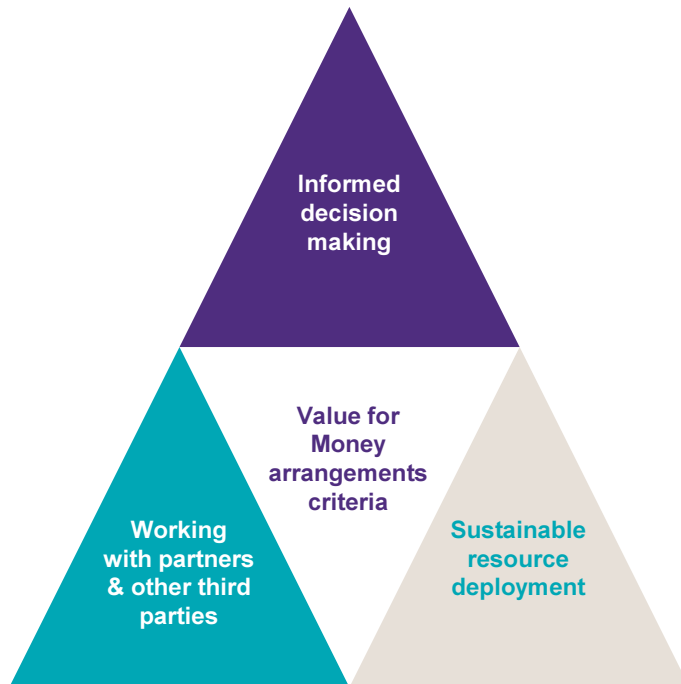 Informed
decision
making
Value for
Money
arrangements
criteria
Working
with partners
& other third
parties
Sustainable
resource
deployment